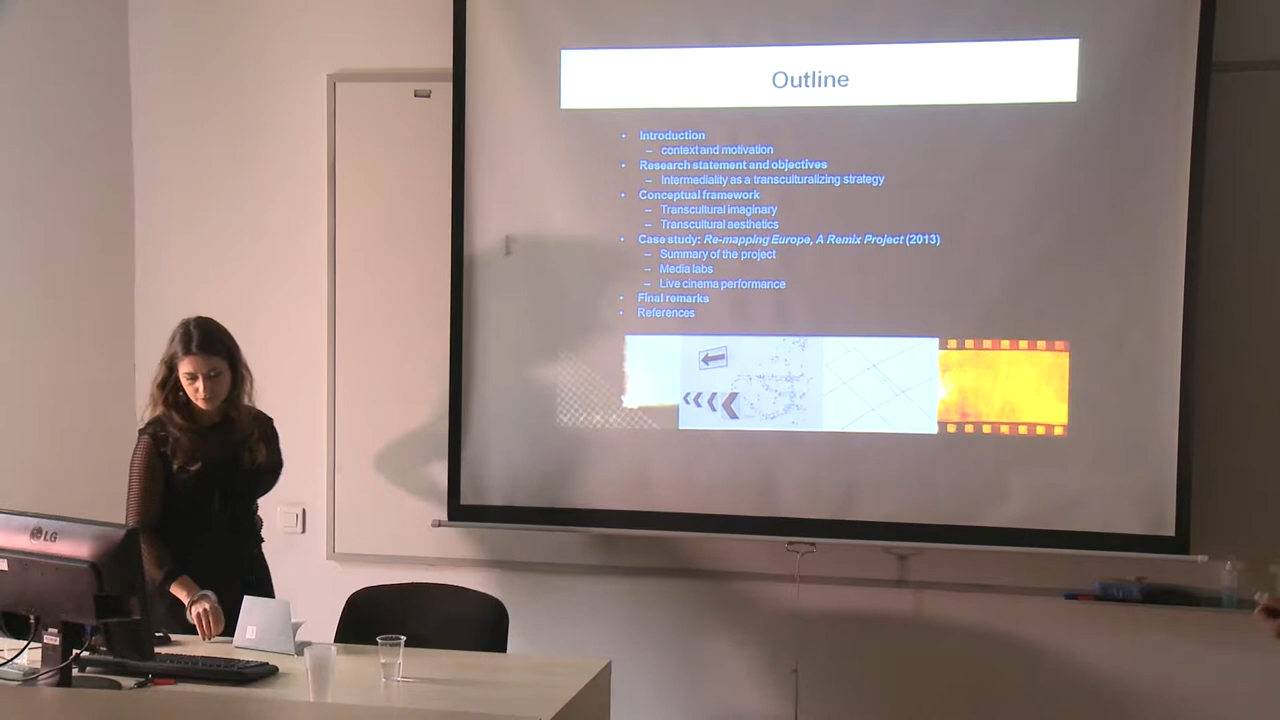 Outline
• Introduction
– context and motivation
• Research statement and objectives
– Intermediality as a transculturalizing strategy
• Conceptual framework
– Transcultural imaginary
– Transcultural aesthetics
• Case study: Re-mapping Europe, A Remix Project (2013)
– Summary of the project
– Media labs
– Live cinema performance
• Final remarks
• References
LG